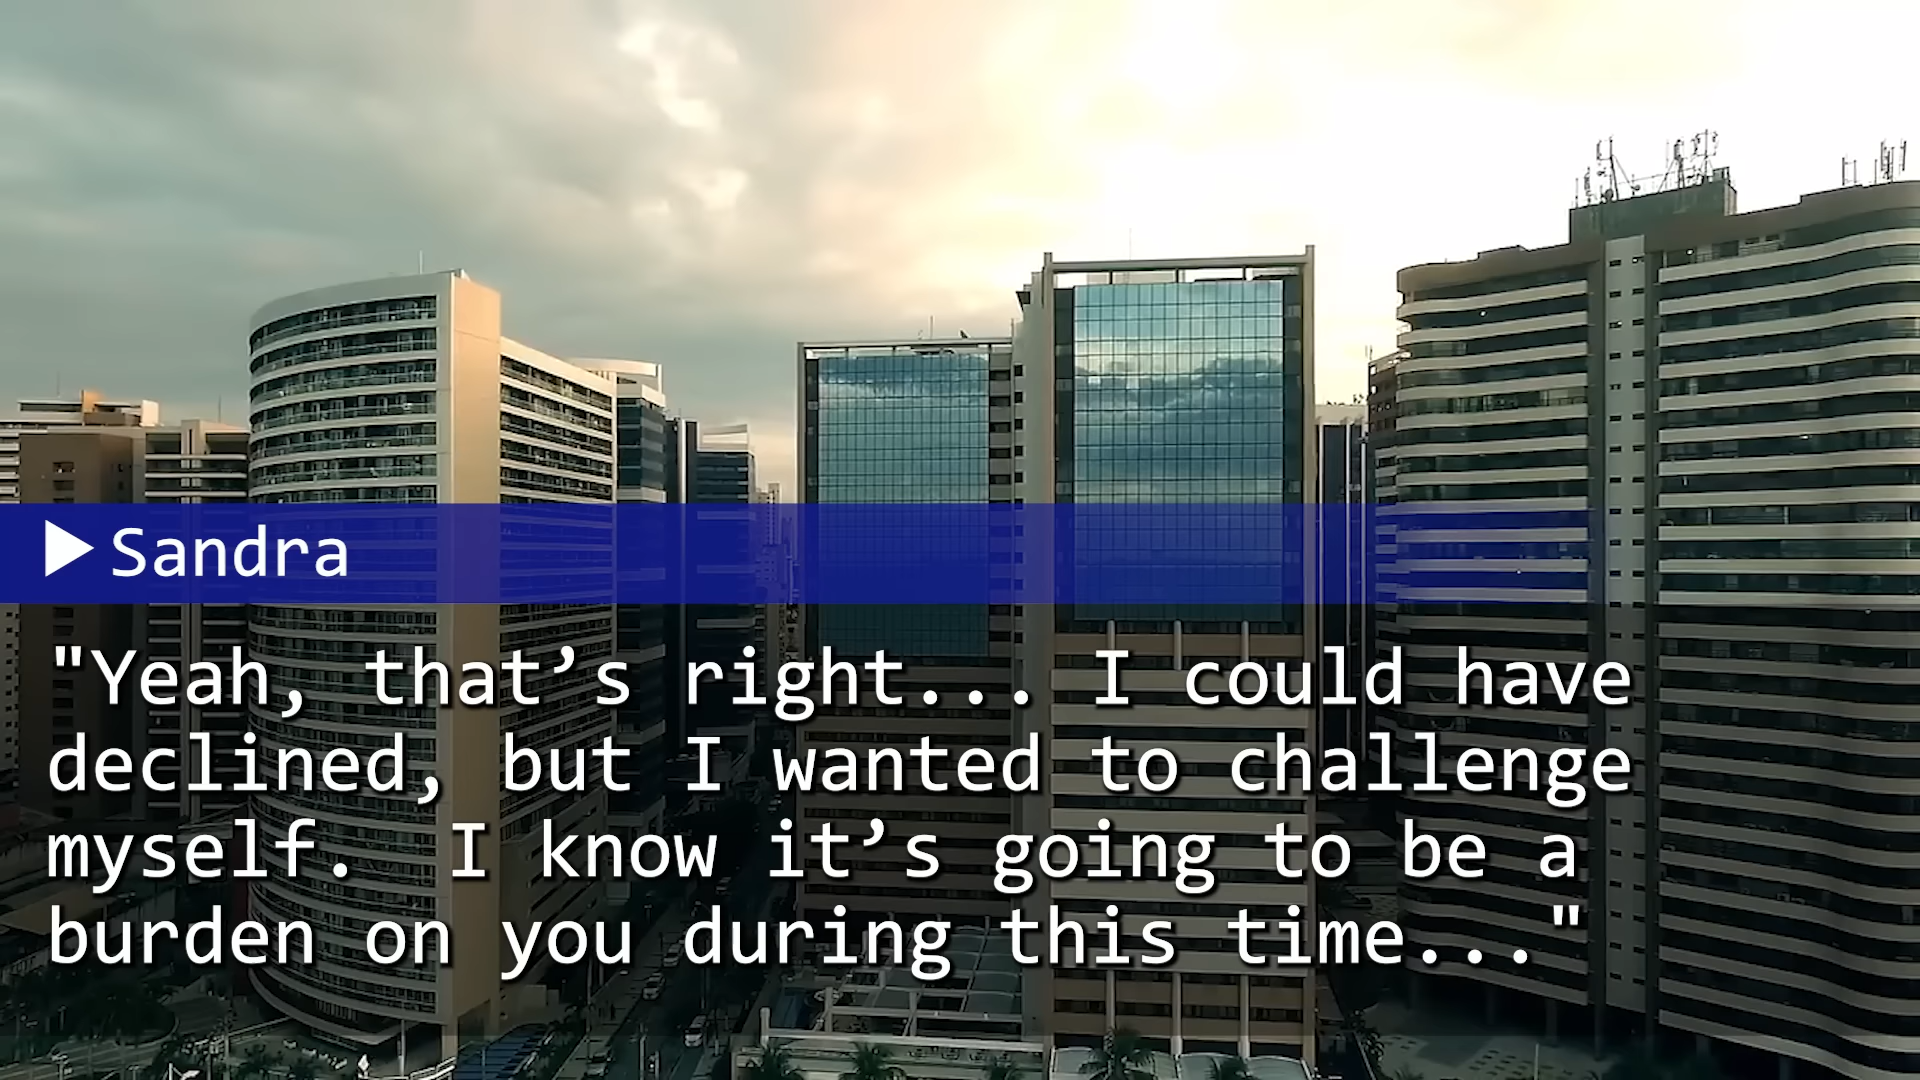 Sandra
"Yeah, that’s right... I could have
declined, but I wanted to challenge
myself.  I know it’s going to be a
burden on you during this time..."